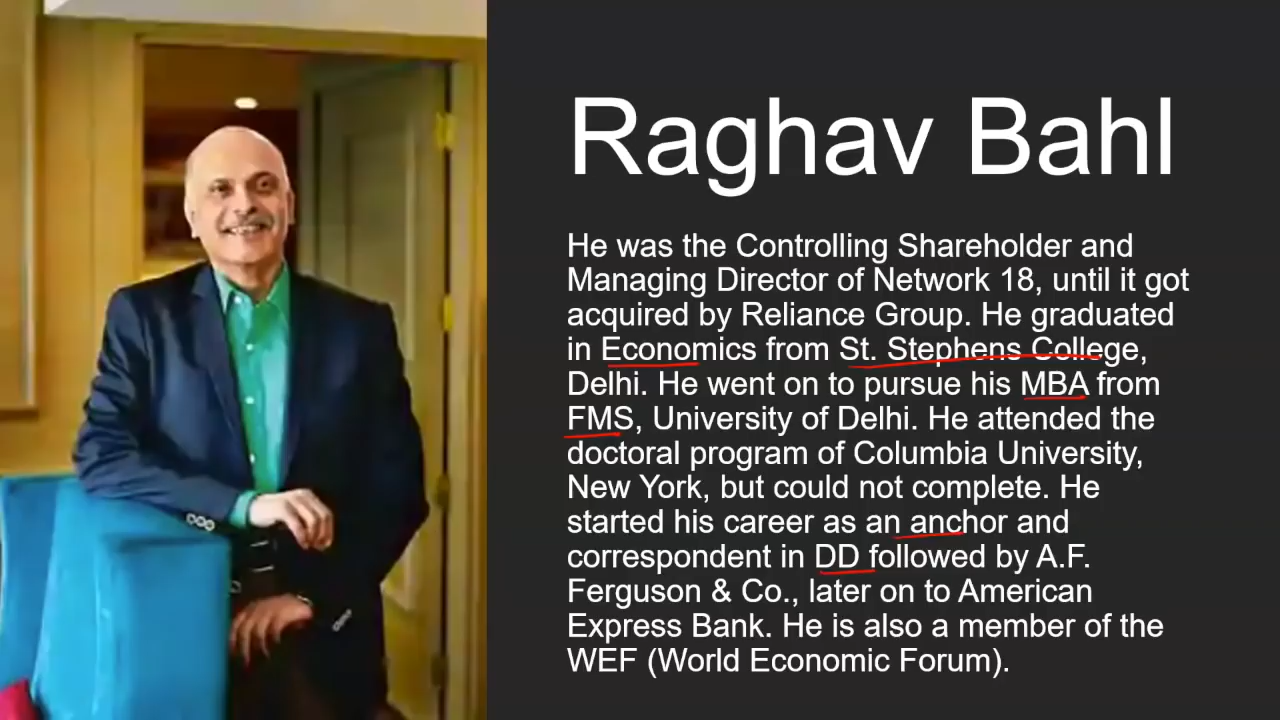 Raghav Bahl
He was the Controlling Shareholder and
Managing Director of Network 18, until it got
acquired by Reliance Group. He graduated
in Economics from St. Stephens College,
Delhi. He went on to pursue his MBA from
FMS, University of Delhi. He attended the
doctoral program of Columbia University,
New York, but could not complete. He
started his career as an anchor and
correspondent in DD followed by A.F.
Ferguson & Co., later on to American
Express Bank. He is also a member of the
WEF (World Economic Forum).